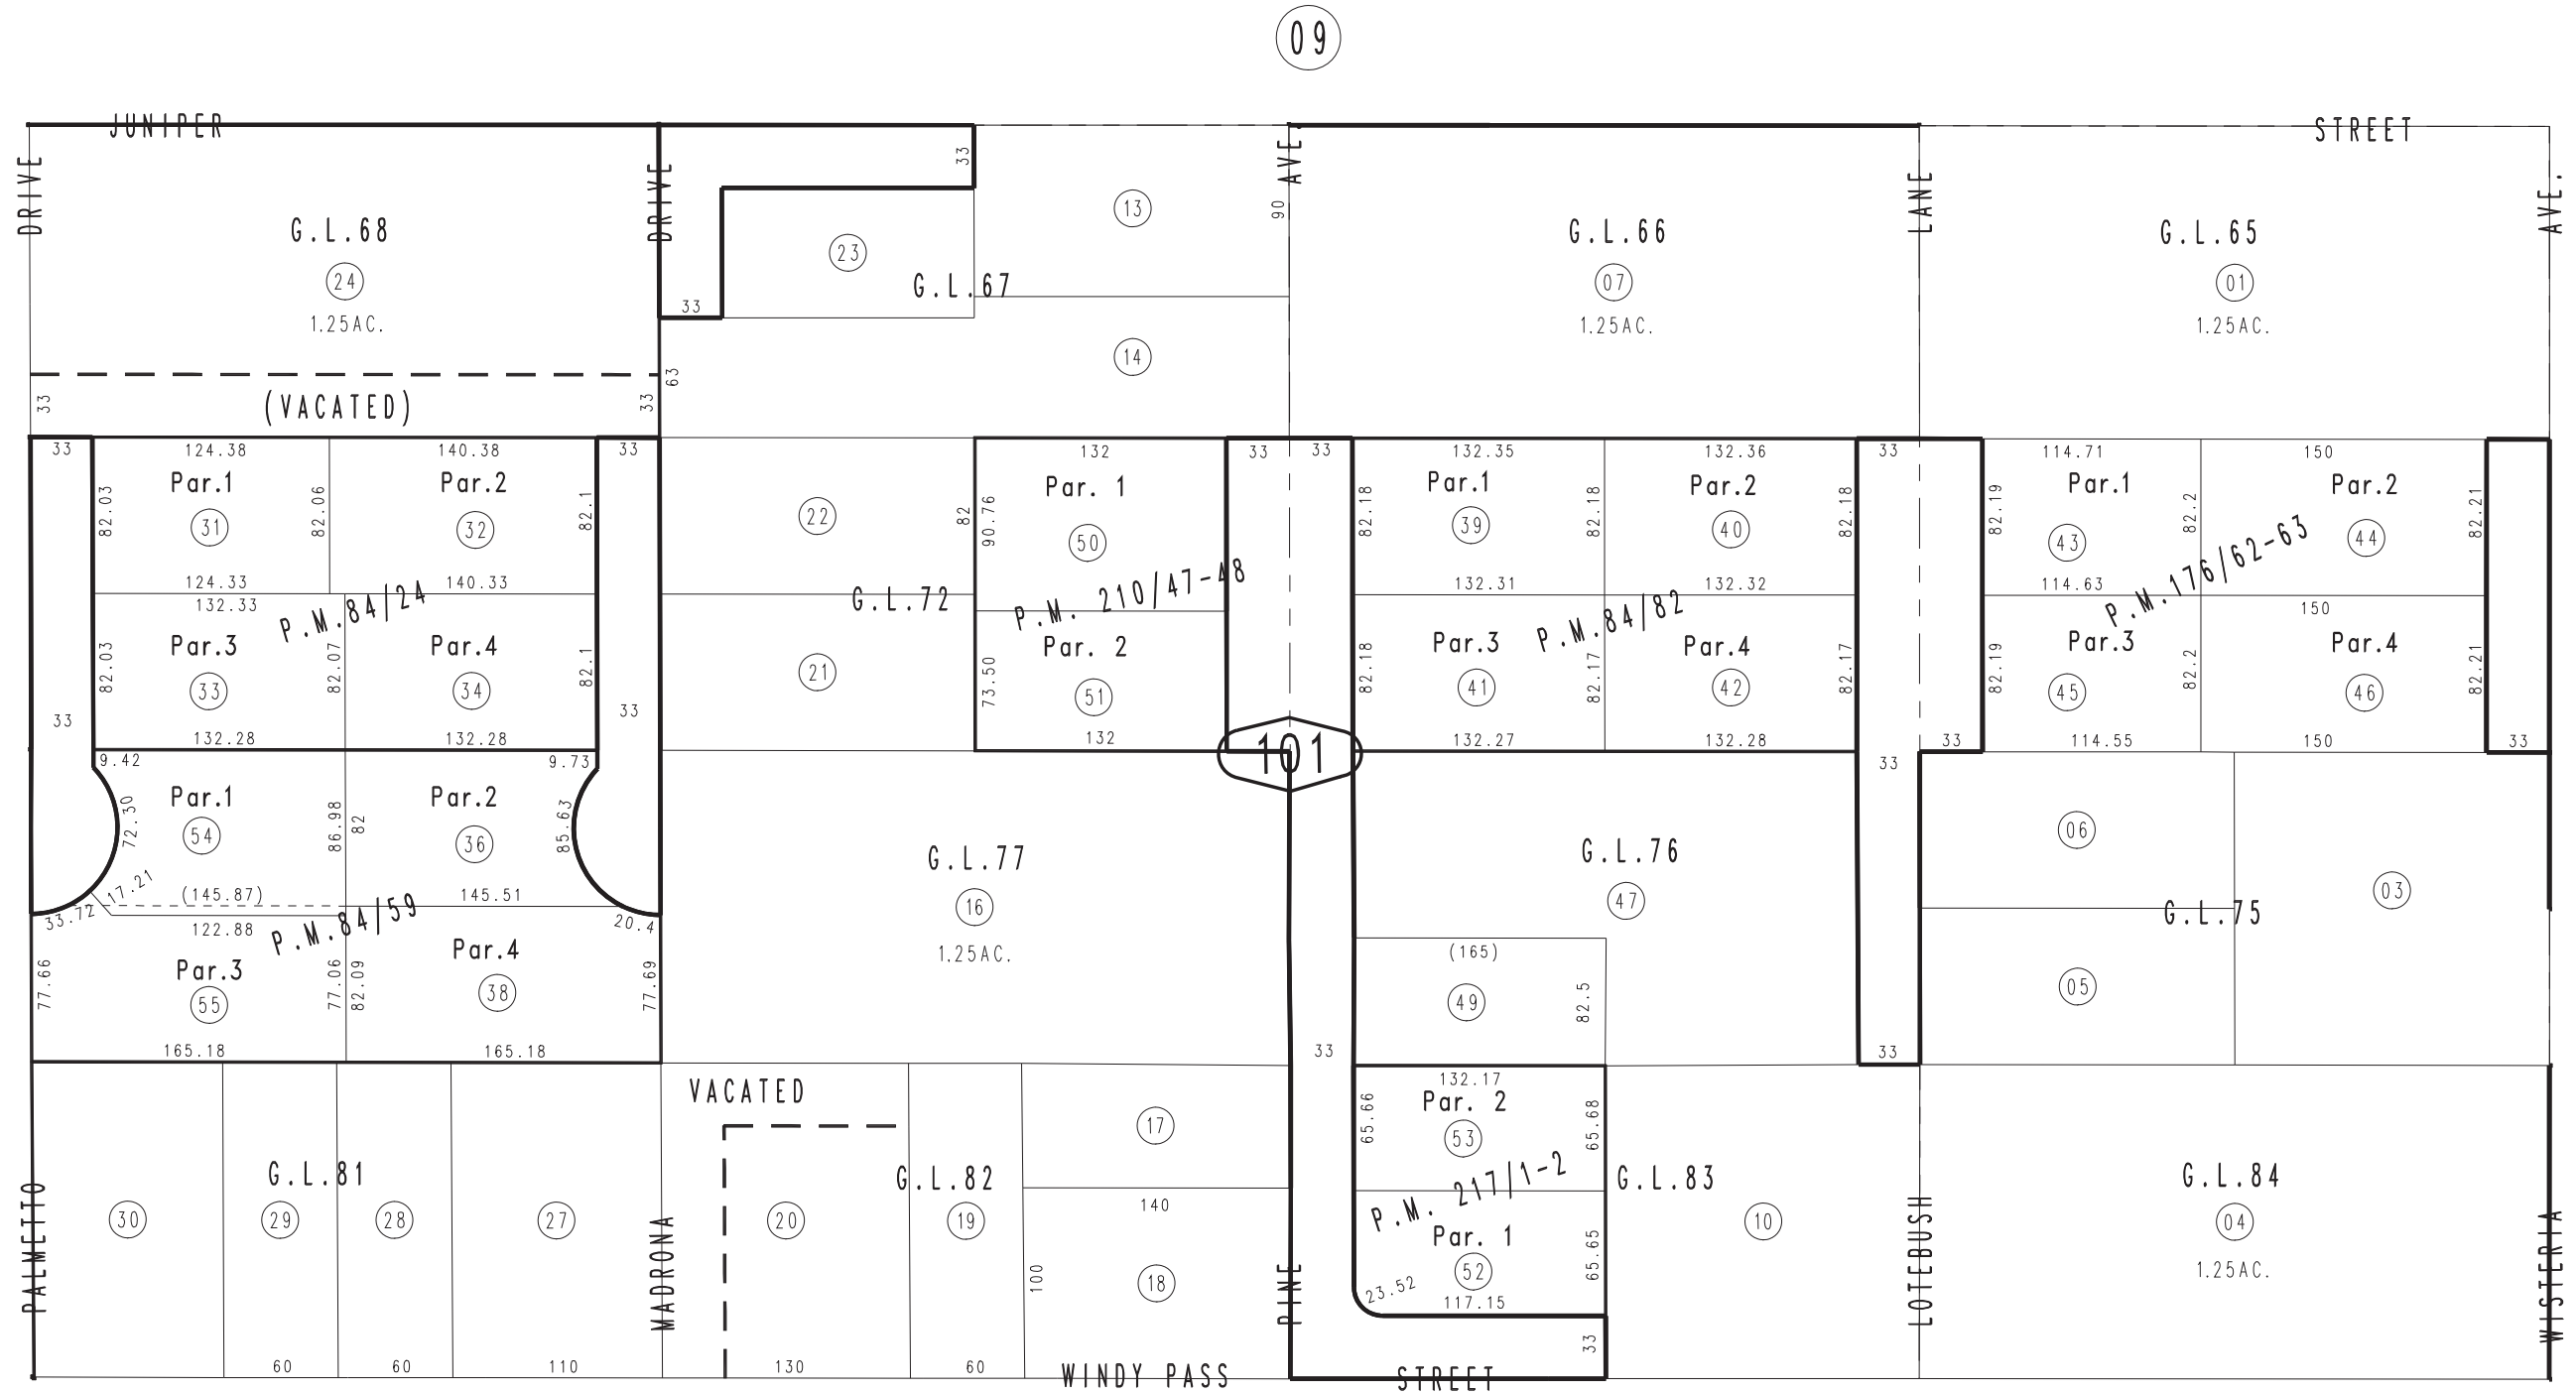 09
JUNIPER STREET
DRIVE DRIVE AVE LANE AVE.
33
90
13
G.L.68 23 G.L.67 G.L.66 G.L.65
24 07 01
33
1.25AC. 1.25AC. 1.25AC.
14
63
33 (VACATED) 33
33 124.38 140.38 33 132 33 33 132.35 132.36 33 114.71 150
Par.1 Par.2 Par. 1 Par.1 Par.2 Par.1 Par.2
82.03 82.06 82.1 82 90.76 82.18 82.18 82.18 82.19 82.2 82.21
31 32 22 50 39 40 43 44
124.33 140.33 132.31 132.32 114.63
132.33 150
P.M.84/24 G.L.72 P.M. 210/47-48 P.M.84/82 P.M.176/62-63
Par.3 Par.4 Par. 2 Par.3 Par.4 Par.3 Par.4
82.03 82.07 82.1 73.50 82.18 82.17 82.17 82.19 82.2 82.21
33 34 21 51 41 42 45 46
33 33
132.28 132.28 132 132.27 132.28 33 114.55 150 33
101
9.42 9.73 33
Par.1 Par.2
72.30 86.98 82 85.63
54 36 06
G.L.77 G.L.76
17.21 (145.87) 145.51 16 47 03
33.72 122.88 P.M.84/59 20.4 G.L.75
Par.3 Par.4 1.25AC. (165)
77.66 77.06 82.09 77.69 82.5
55 38 49 05
165.18 165.18 33 33
VACATED 132.17
Par. 2
65.66 65.68
17 53
G.L.81 G.L.82 P.M. 217/1-2 G.L.83 G.L.84
140
30 29 28 27 20 19 10 04
Par. 1
65.65
100 18 52 1.25AC.
23.52 117.15
PALMETTO MADRONA PINE LOTEBUSH WISTERIA
33
60 60 110 130 60
WINDY PASS STREET